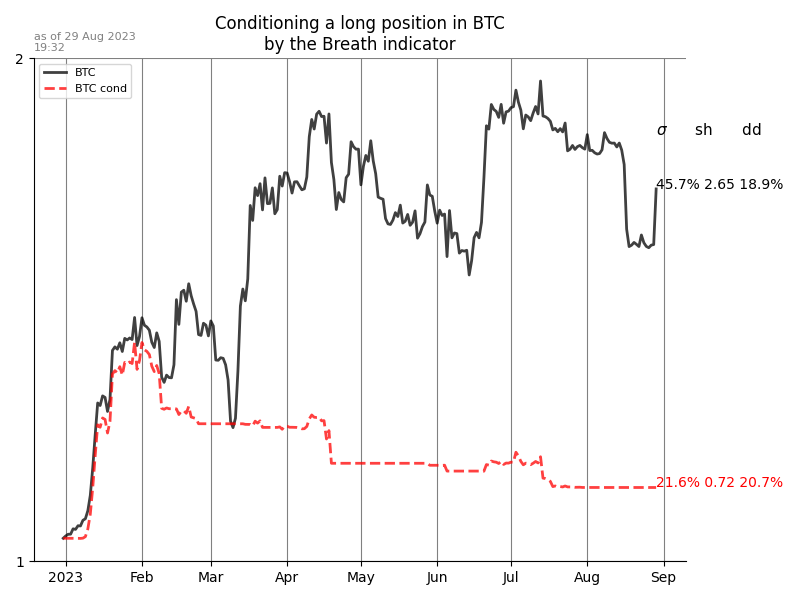 Conditioning a long position in BTC
by the Breath indicator
as of 29 Aug 2023
19:32
2
BTC
BTC cond
σ sh dd
45.7% 2.65 18.9%
21.6% 0.72 20.7%
1
2023 Feb Mar Apr May Jun Jul Aug Sep